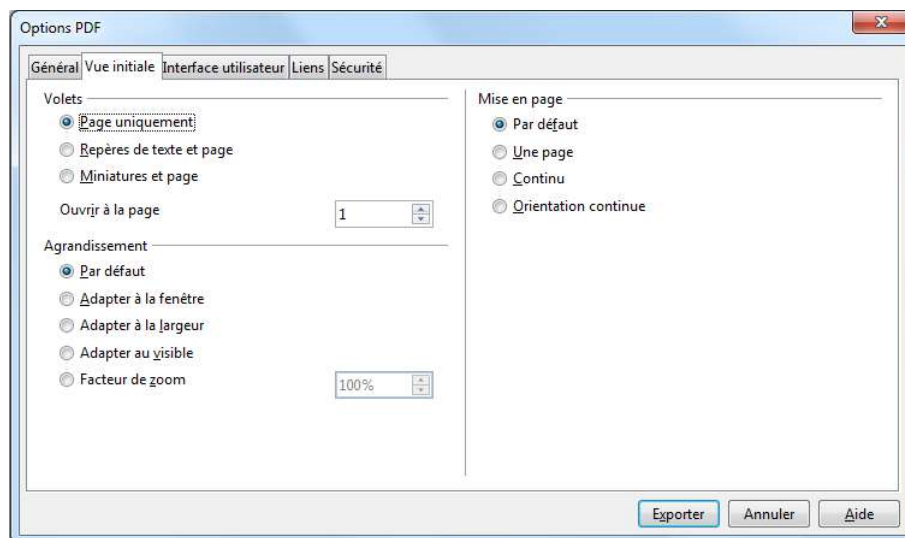 Options PDF
Général Vue initiale Interface utilisateur Liens Sécurité
Volets
Page uniquement
Repères de texte et page
Miniatures et page
Ouvrir à la page 1
Agrandissement
Par défaut
Adapter à la fenêtre
Adapter à la largeur
Adapter au visible
Facteur de zoom 100%
Mise en page
Par défaut
Une page
Continu
Orientation continue
Exporter Annuler Aide